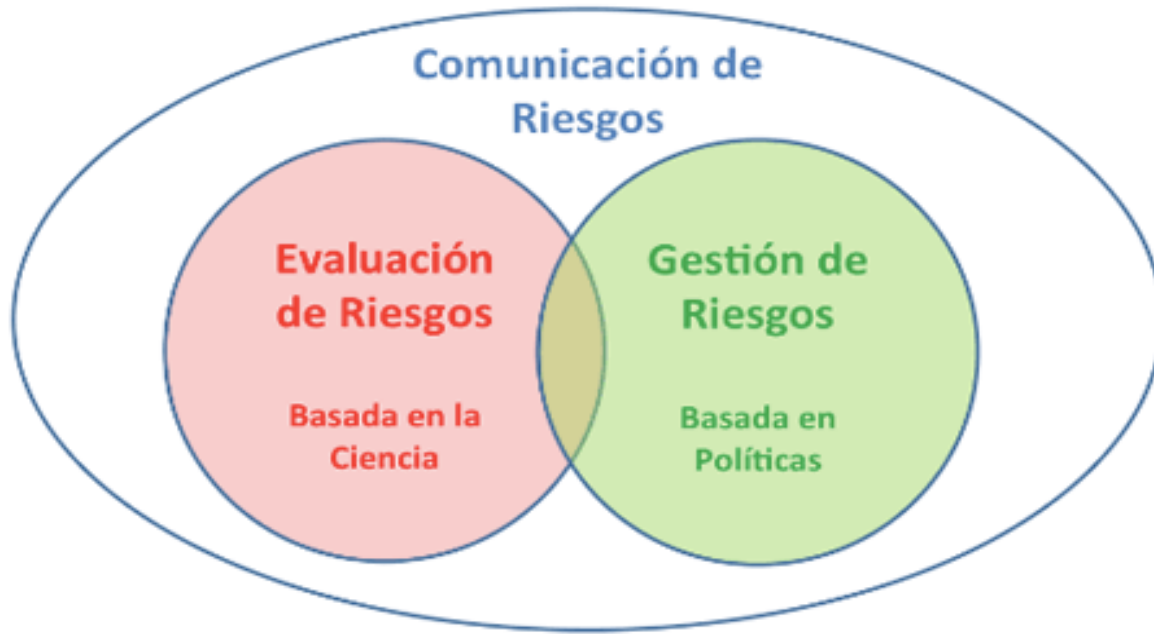 Comunicación de
Riesgos
Evaluación
de Riesgos
Basada en la
Ciencia
Gestión de
Riesgos
Basada en
Políticas